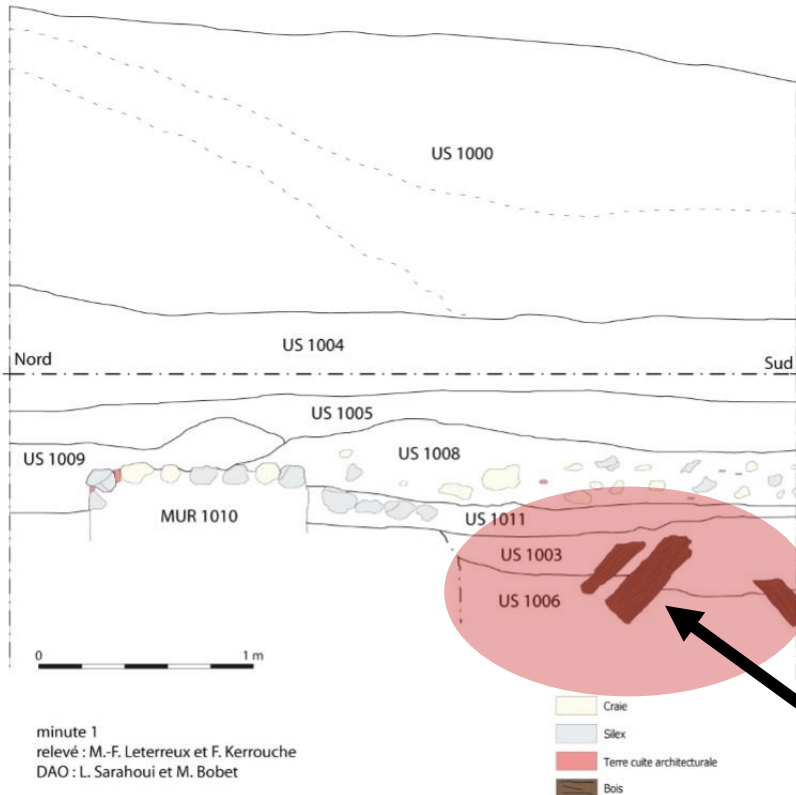 US 1000
US 1004
Nord
Sud
US 1005
US 1009
US 1008
MUR 1010
US 1011
US 1003
US 1006
0 1 m
minute 1
relevé : M.-F. Leterreux et F. Kerrouche
DAO : L. Sarahoui et M. Bobet
Craie
Silex
Terre cuite architecturale
Bois